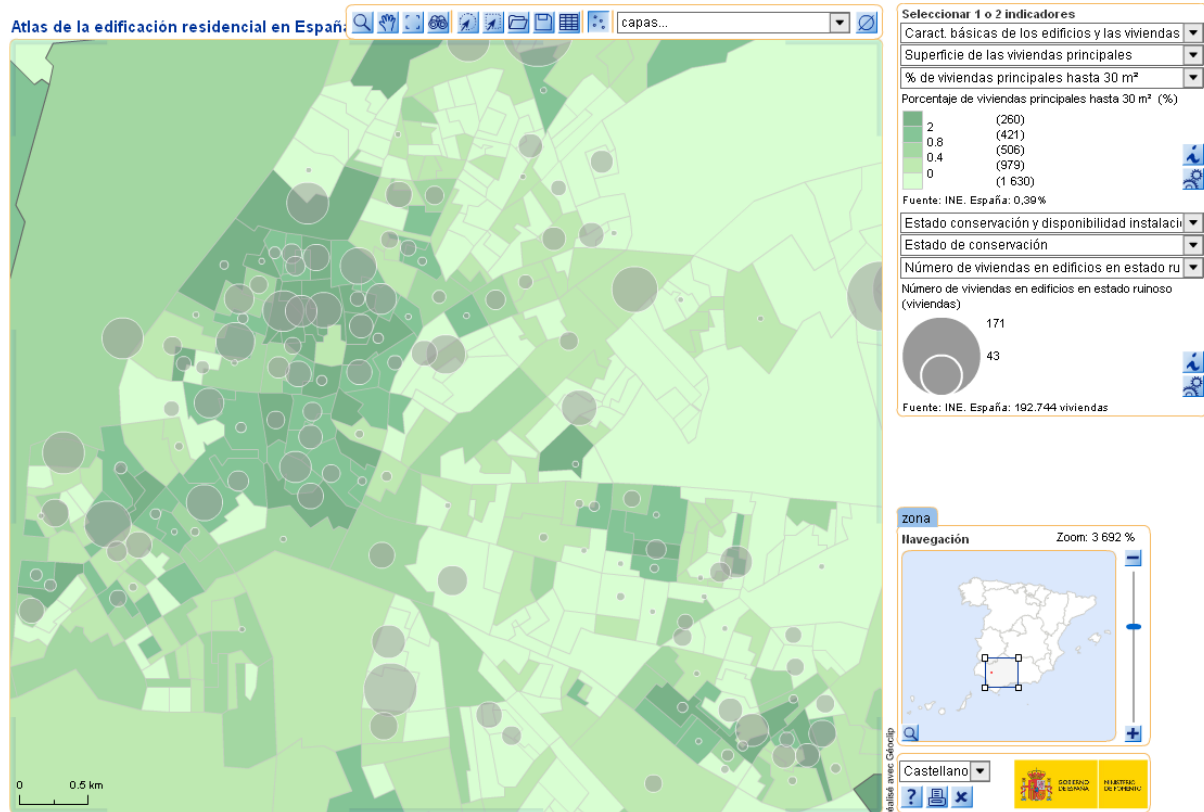 Atlas de la edificación residencial en España
capas...
0 0.5 km
Seleccionar 1 o 2 indicadores
Caract. básicas de los edificios y las viviendas
Superficie de las viviendas principales
% de viviendas principales hasta 30 m²
Porcentaje de viviendas principales hasta 30 m² (%)
(260)
2
(421)
0.8
(506)
0.4
(979)
0
(1 630)
Fuente: INE. España: 0,39%
Estado conservación y disponibilidad instalaci
Estado de conservación
Número de viviendas en edificios en estado ru
Número de viviendas en edificios en estado ruinoso
(viviendas)
171
43
Fuente: INE. España: 192.744 viviendas
zona
Navegación Zoom: 3 692 %
éalisé avec Géoclip
Castellano
GOBIERNO
DE ESPAÑA
MINISTERIO
DE FOMENTO